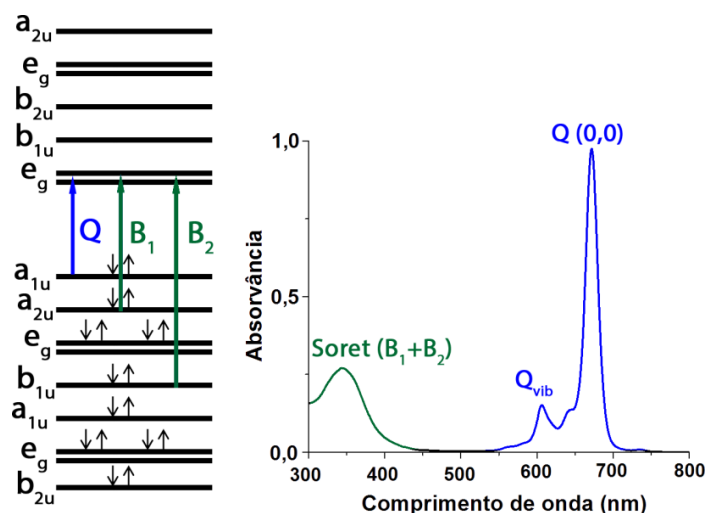 a2u
eg
b2u
b1u
eg
Q
B1
B2
a1u
a2u
eg
b1u
a1u
eg
b2u
Q (0,0)
1,0
Absorvância
0,5
Soret (B1+B2)
Qvib
0,0
300 400 500 600 700 800
Comprimento de onda (nm)